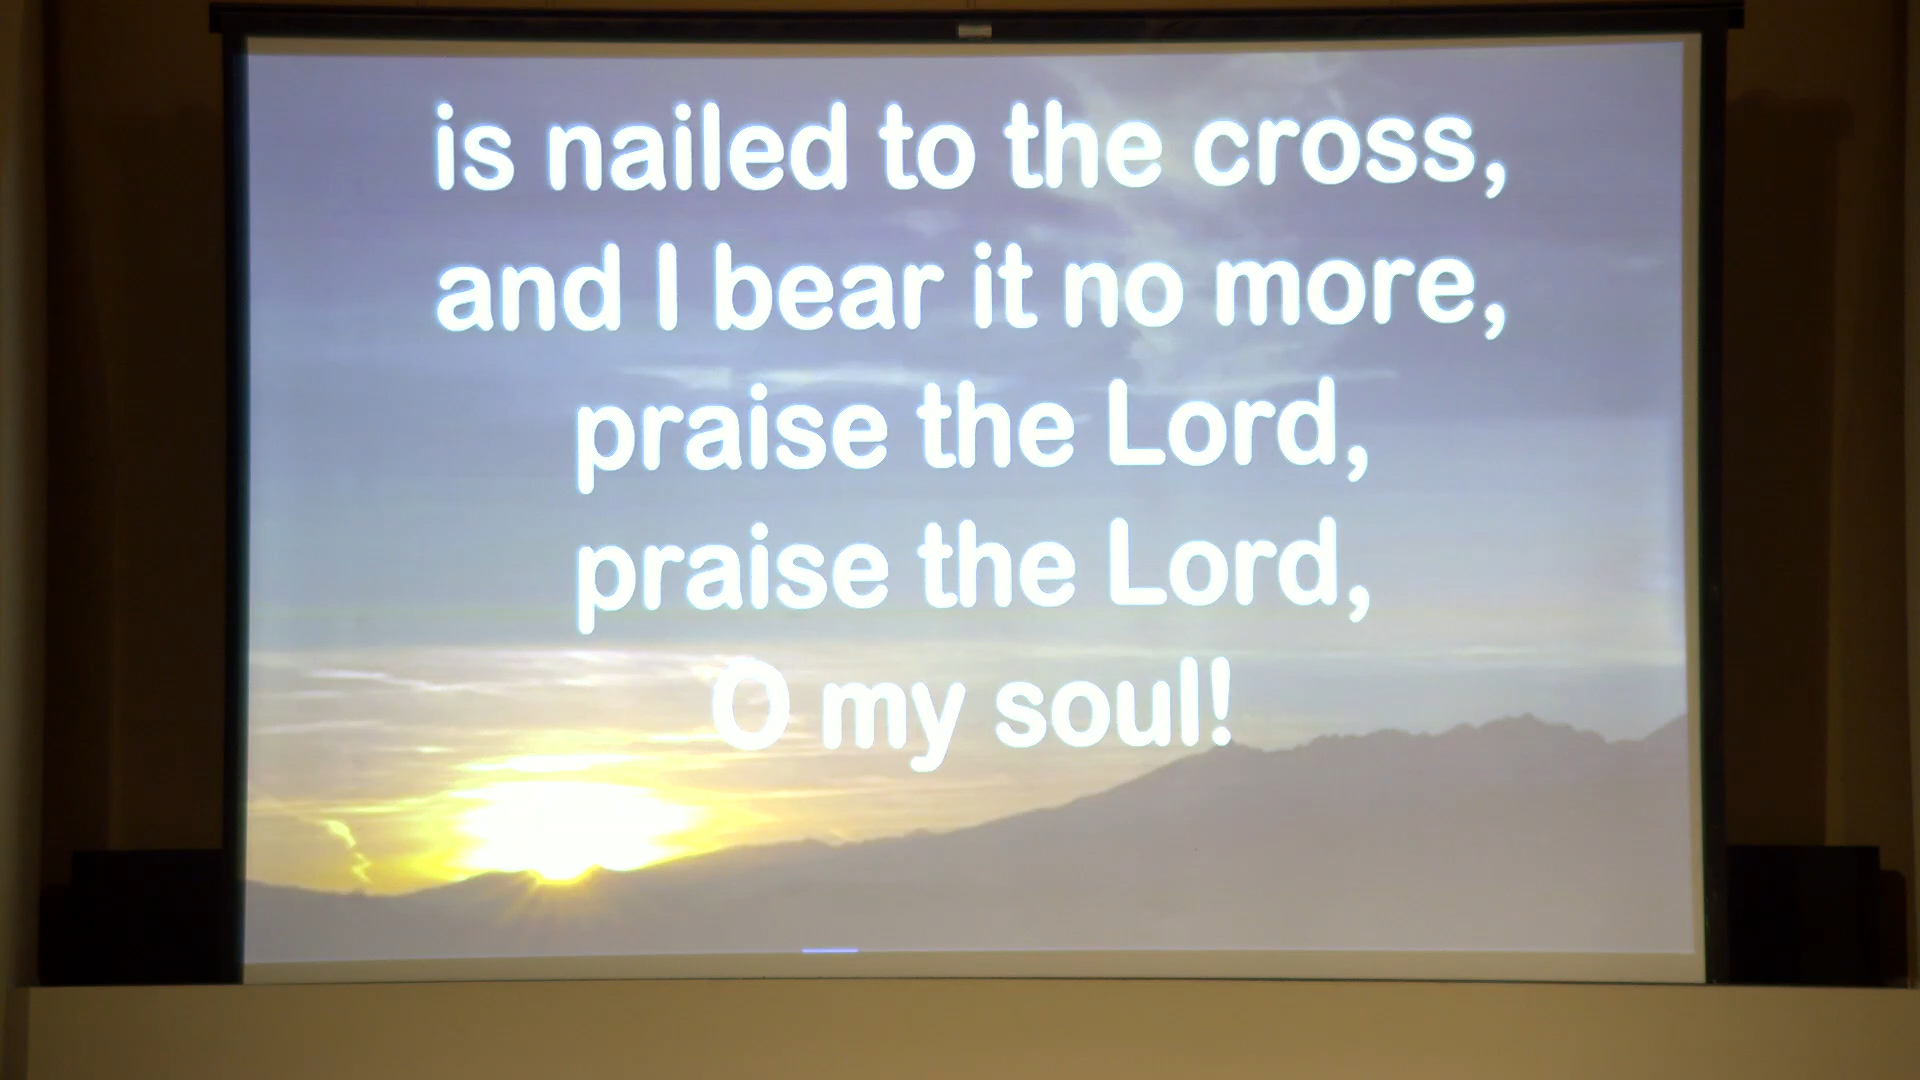 is nailed to the cross,
and I bear it no more,
praise the Lord,
praise the Lord,
O my soul!